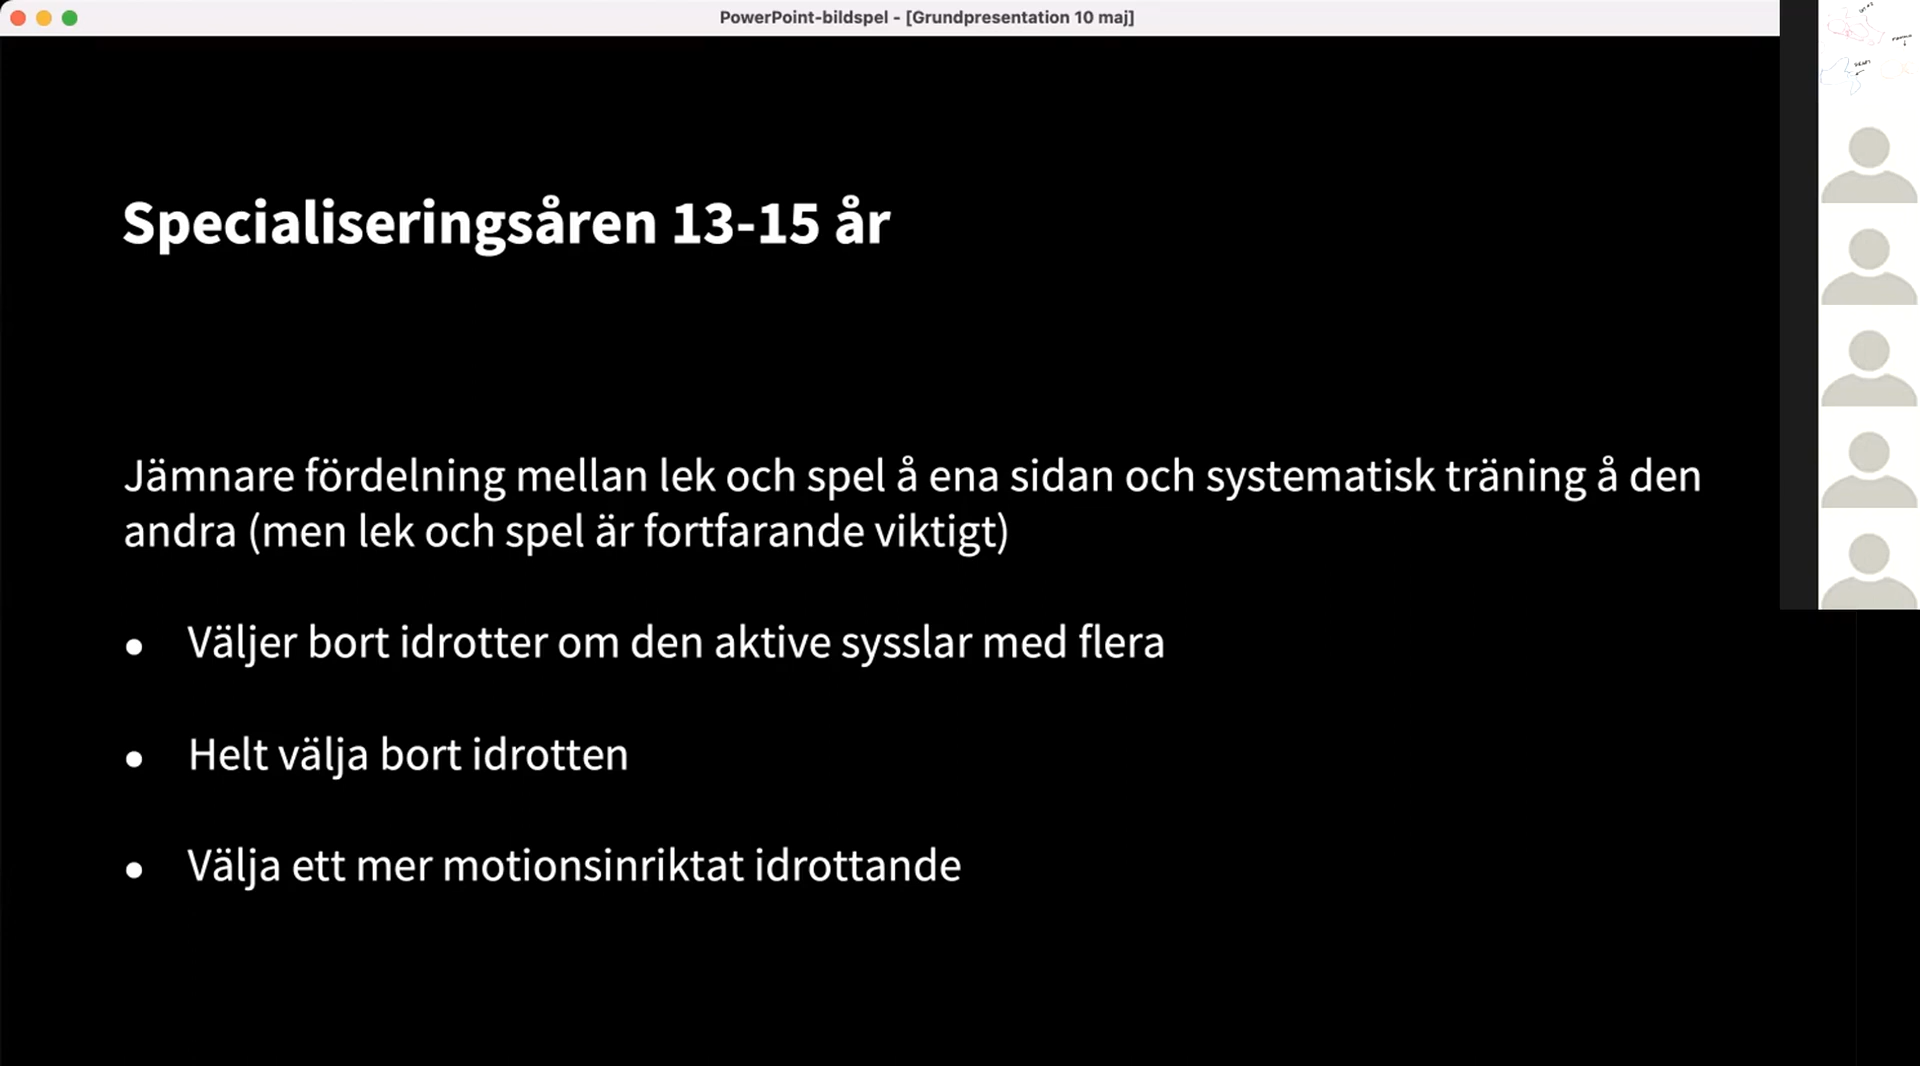 PowerPoint-bildspel - [Grundpresentation 10 maj]
Specialiseringsåren 13-15 år
Jämnare fördelning mellan lek och spel å ena sidan och systematisk träning å den
andra (men lek och spel är fortfarande viktigt)
• Väljer bort idrotter om den aktive sysslar med flera
• Helt välja bort idrotten
• Välja ett mer motionsinriktat idrottande